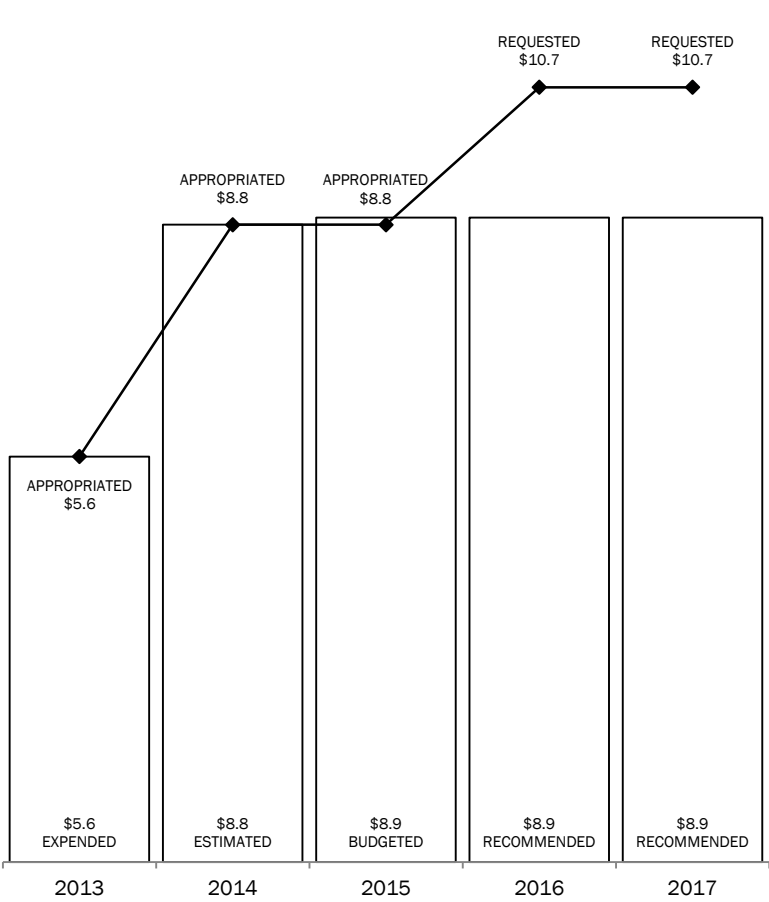 REQUESTED
$10.7
REQUESTED
$10.7
APPROPRIATED
$8.8
APPROPRIATED
$8.8
APPROPRIATED
$5.6
$5.6
EXPENDED
$8.8
ESTIMATED
$8.9
BUDGETED
$8.9
RECOMMENDED
$8.9
RECOMMENDED
2013
2014
2015
2016
2017